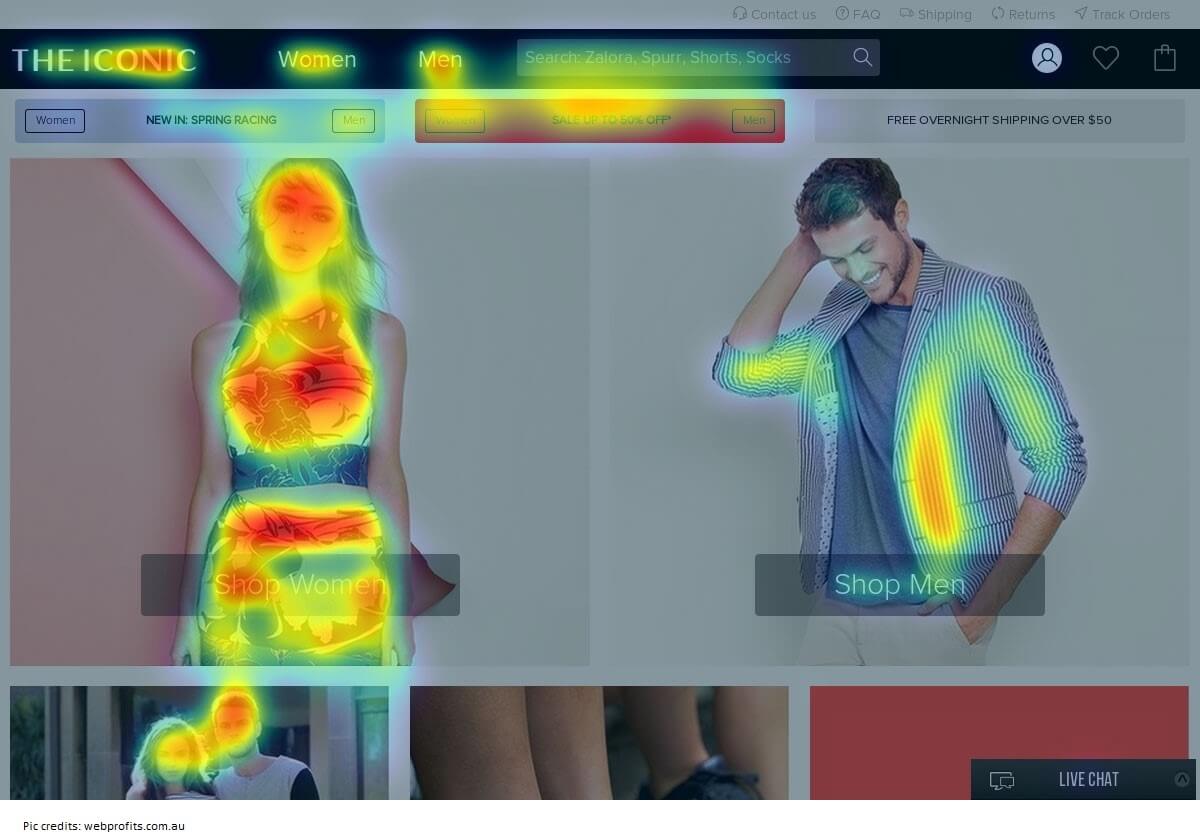 Contact us FAQ Shipping Returns Track Orders
THE ICONIC Women Men Search: Zalora, Spurr, Shorts, Socks
Women NEW IN: SPRING RACING Men Women SALE UP TO 50% OFF* Men FREE OVERNIGHT SHIPPING OVER $50
Shop Women Shop Men
LIVE CHAT
Pic credits: webprofits.com.au